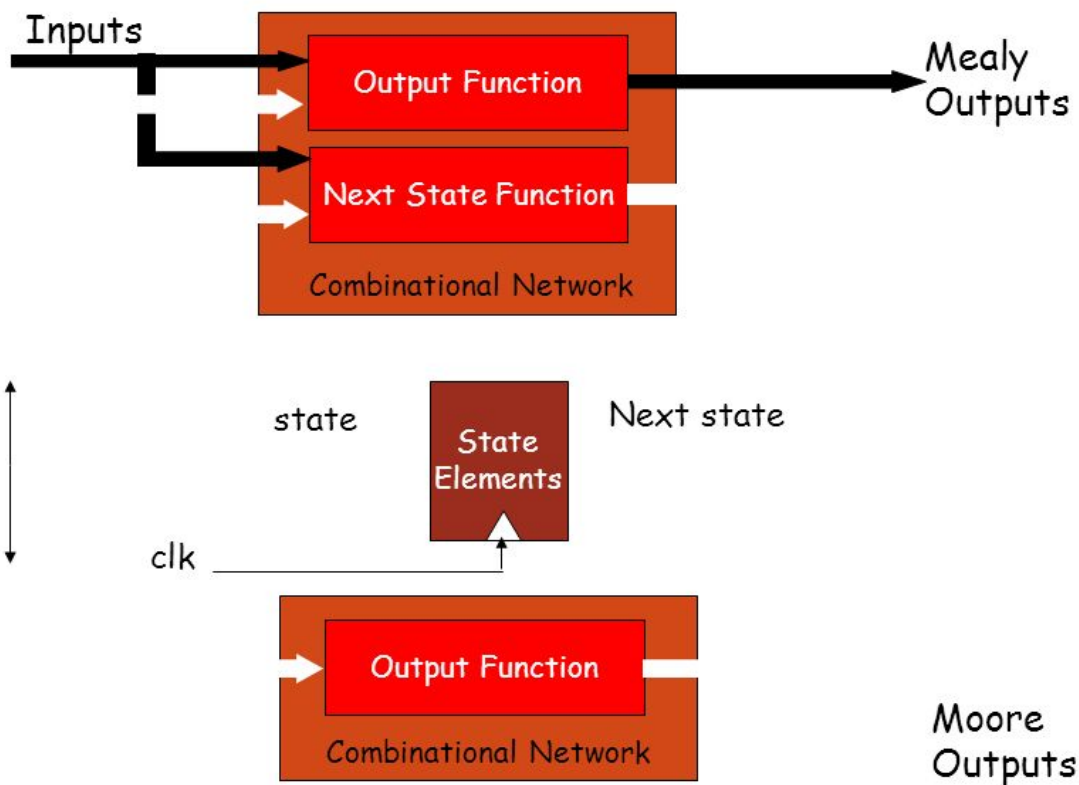 Inputs
Output Function
Mealy
Outputs
Next State Function
Combinational Network
state
State
Elements
Next state
clk
Output Function
Combinational Network
Moore
Outputs